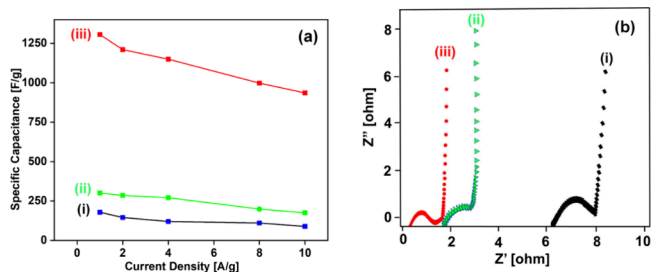 (a)
(iii)
(ii)
(i)
1250
1000
750
500
250
0
0 2 4 6 8 10
Specific Capacitance [F/g]
Current Density [A/g]
(b)
(ii)
(iii)
(i)
8
6
4
2
0
0 2 4 6 8 10
Z'' [ohm]
Z' [ohm]